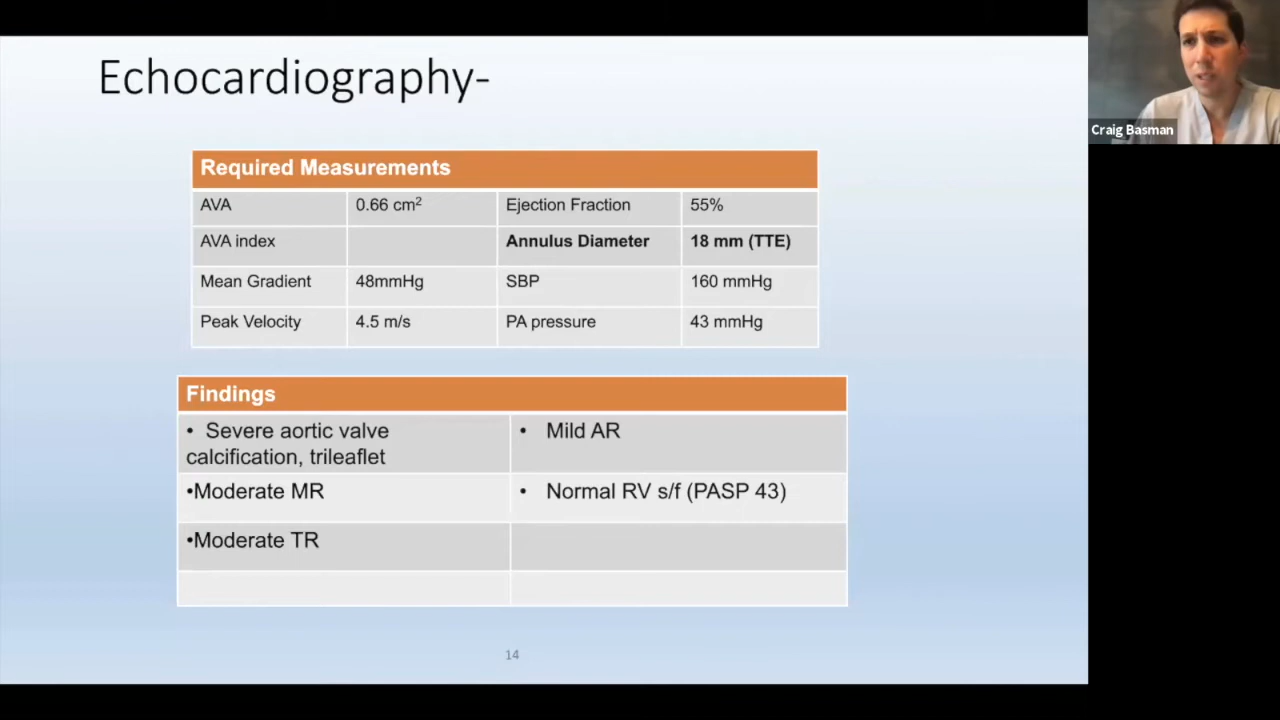 Echocardiography-
Craig Basman
Required Measurements
AVA 0.66 cm² Ejection Fraction 55%
AVA index Annulus Diameter 18 mm (TTE)
Mean Gradient 48mmHg SBP 160 mmHg
Peak Velocity 4.5 m/s PA pressure 43 mmHg
Findings
• Severe aortic valve
calcification, trileaflet
• Mild AR
•Moderate MR
• Normal RV s/f (PASP 43)
•Moderate TR
14